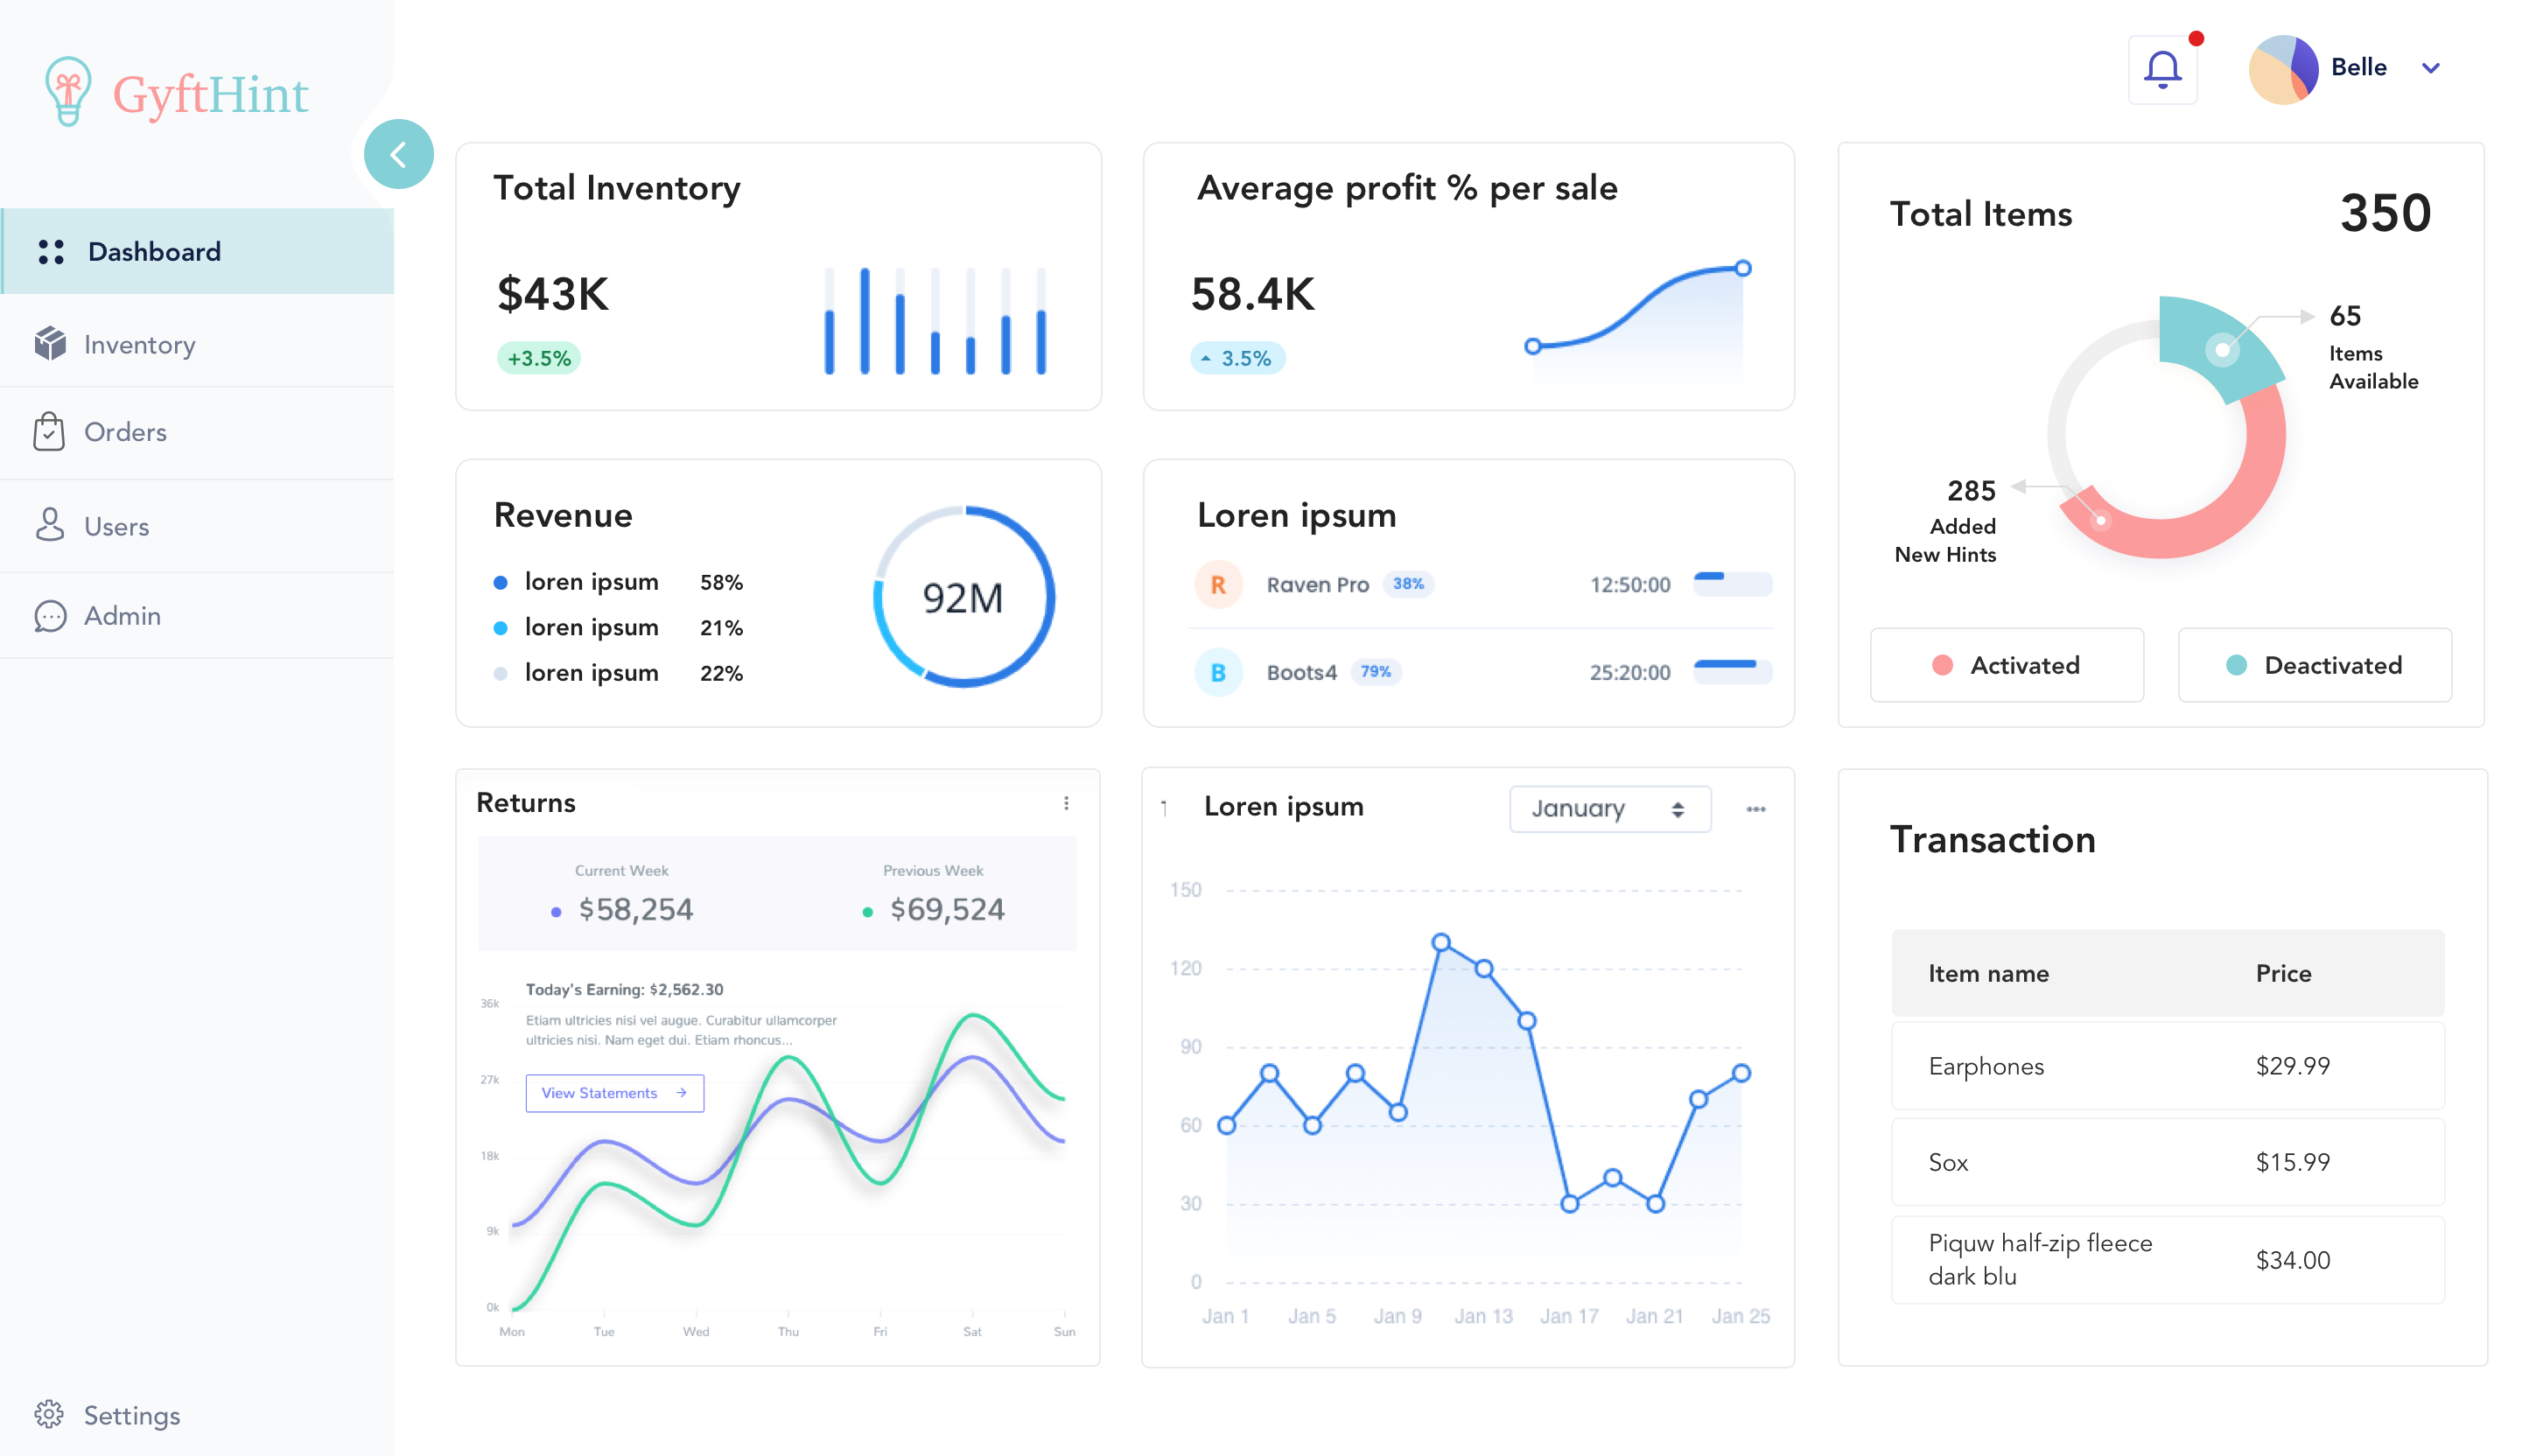 GyftHint
Belle
Dashboard
Inventory
Orders
Users
Admin
Settings
Total Inventory
$43K
+3.5%
Average profit % per sale
58.4K
3.5%
Total Items
350
65
Items
Available
285
Added
New Hints
Activated
Deactivated
Revenue
loren ipsum 58%
loren ipsum 21%
loren ipsum 22%
92M
Loren ipsum
R Raven Pro 38% 12:50:00
B Boots4 79% 25:20:00
Returns
Current Week
$58,254
Previous Week
$69,524
Today's Earning: $2,562.30
Etiam ultricies nisi vel augue. Curabitur ullamcorper
ultricies nisi. Nam eget dui. Etiam rhoncus...
View Statements
36k
27k
18k
9k
0k
Mon Tue Wed Thu Fri Sat Sun
Loren ipsum
January
150
120
90
60
30
0
Jan 1 Jan 5 Jan 9 Jan 13 Jan 17 Jan 21 Jan 25
Transaction
Item name Price
Earphones $29.99
Sox $15.99
Piquw half-zip fleece
dark blu
$34.00